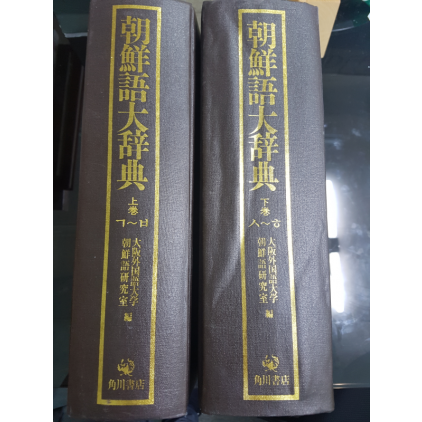 朝鮮語大辞典
上巻
ㄱ～ㅂ
大阪外国語大学
朝鮮語研究室
編
角川書店
朝鮮語大辞典
下巻
ㅅ～ㅎ
大阪外国語大学
朝鮮語研究室
編
角川書店